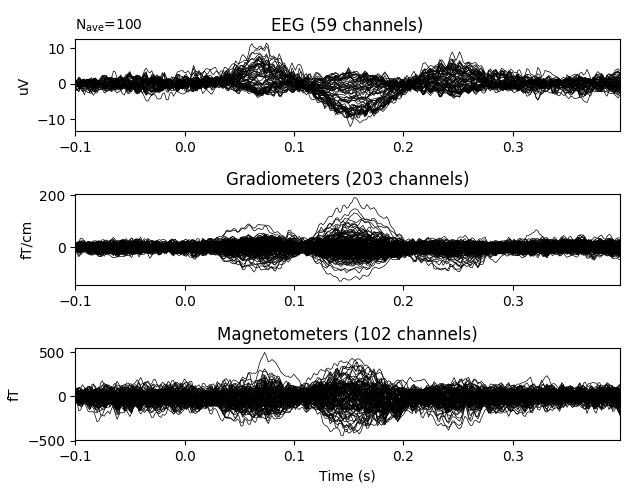 N_ave=100
EEG (59 channels)
10
0
−10
uV
−0.1 0.0 0.1 0.2 0.3
Gradiometers (203 channels)
200
0
fT/cm
−0.1 0.0 0.1 0.2 0.3
Magnetometers (102 channels)
500
0
−500
fT
−0.1 0.0 0.1 0.2 0.3
Time (s)